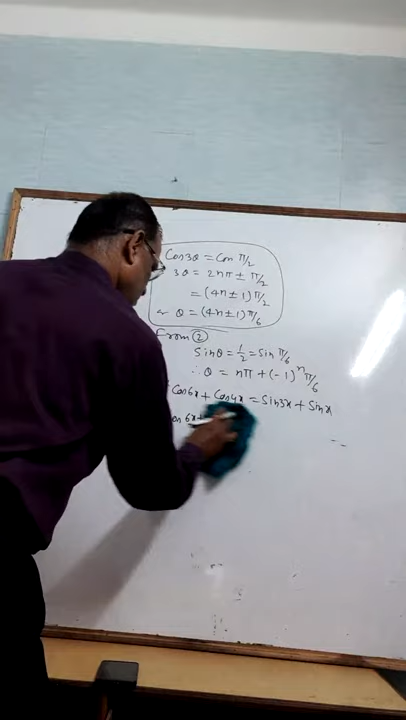 Cos3θ = Cos π/2
3θ = 2nπ ± π/2
= (4n±1) π/2
θ = (4n±1) π/6
From ②
Sinθ = 1/2 = Sin π/6
∴ θ = nπ + (-1)ⁿ π/6
Cos6x + Cos4x = Sin3x + Sinx
6x +